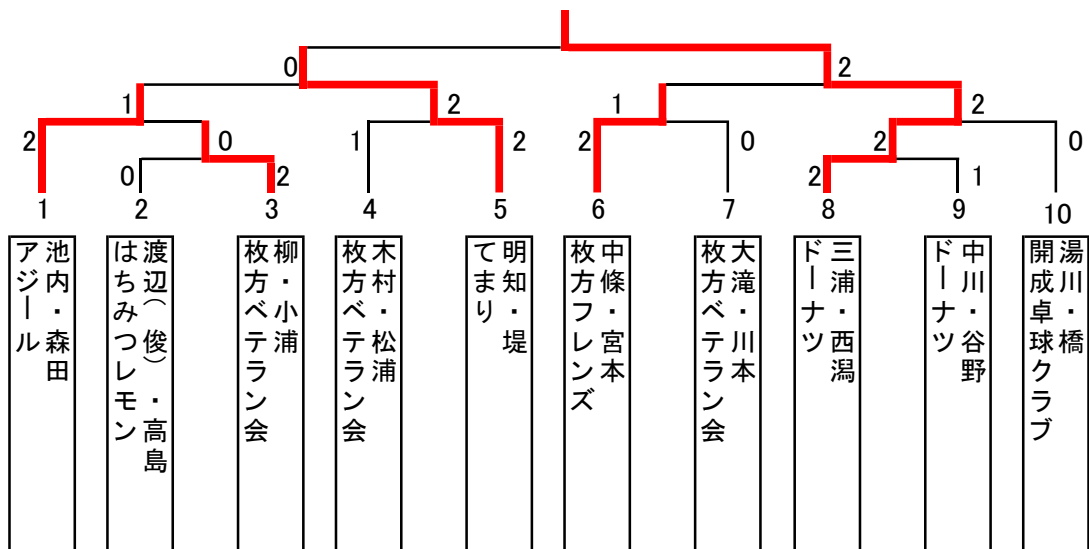 0
2
1
2
1
2
2
0
1
2
2
0
2
0
0
2
2
1
1
2
3
4
5
6
7
8
9
10
池内・森田
アジール
渡辺(俊)・高島
はちみつレモン
柳・小浦
枚方ベテラン会
木村・松浦
枚方ベテラン会
明知・堤
てまり
中條・宮本
枚方フレンズ
大滝・川本
枚方ベテラン会
三浦・西潟
ドーナツ
中川・谷野
ドーナツ
湯川・橋
開成卓球クラブ